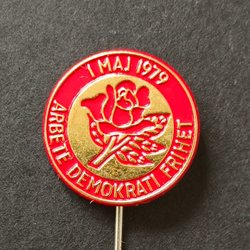 1 MAJ 1979
ARBETE DEMOKRATI FRIHET